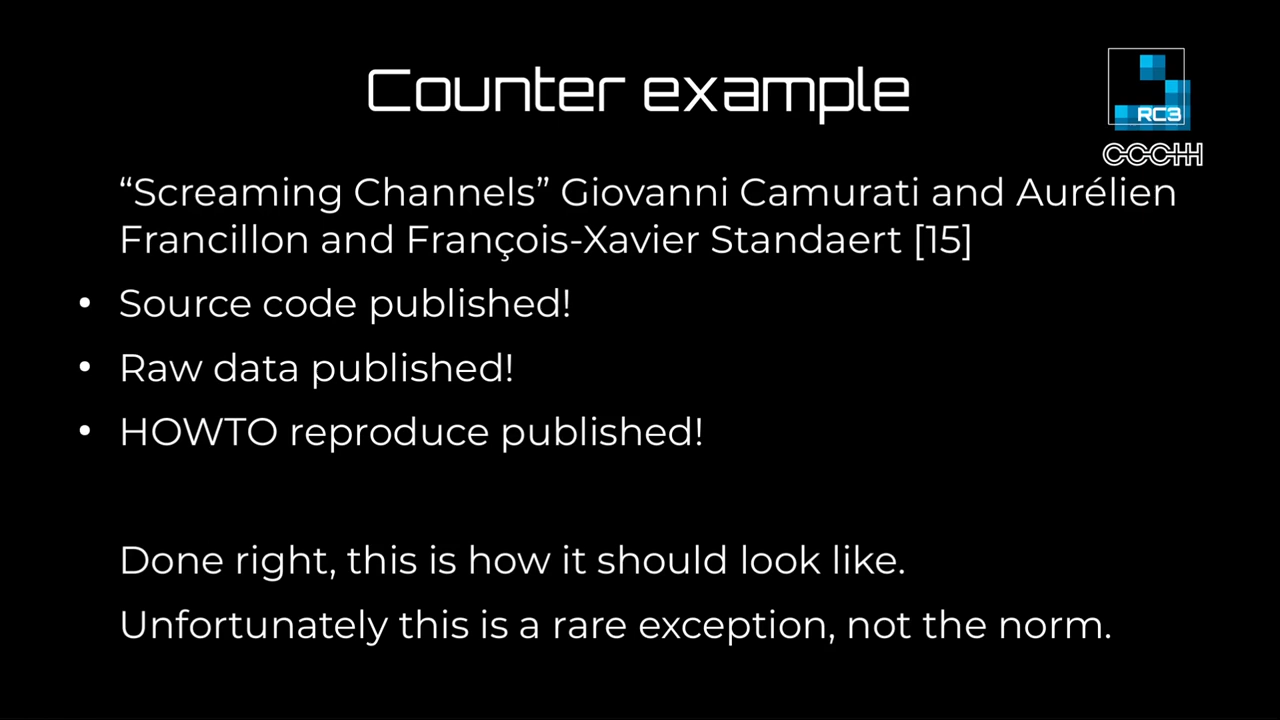 Counter example
RC3
CCCHH
“Screaming Channels” Giovanni Camurati and Aurélien
Francillon and François-Xavier Standaert [15]
• Source code published!
• Raw data published!
• HOWTO reproduce published!
Done right, this is how it should look like.
Unfortunately this is a rare exception, not the norm.